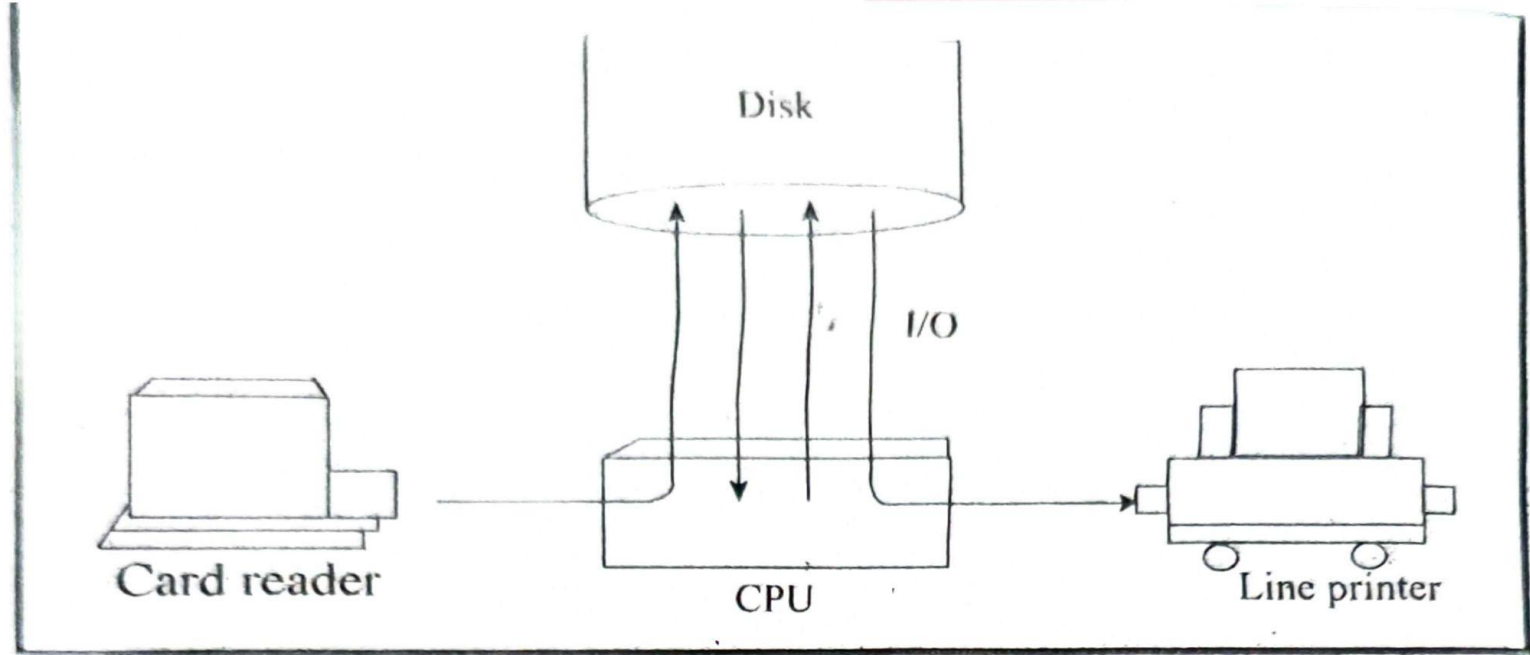 Disk
I/O
Card reader
CPU
Line printer